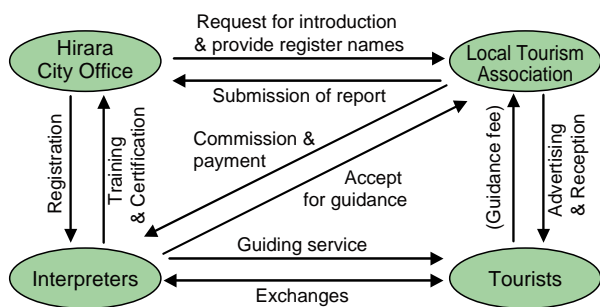 Request for introduction
& provide register names
Hirara
City Office
Local Tourism
Association
Submission of report
Registration
Training
& Certification
Commission &
payment
Accept
for guidance
(Guidance fee)
Advertising
& Reception
Guiding service
Interpreters
Tourists
Exchanges